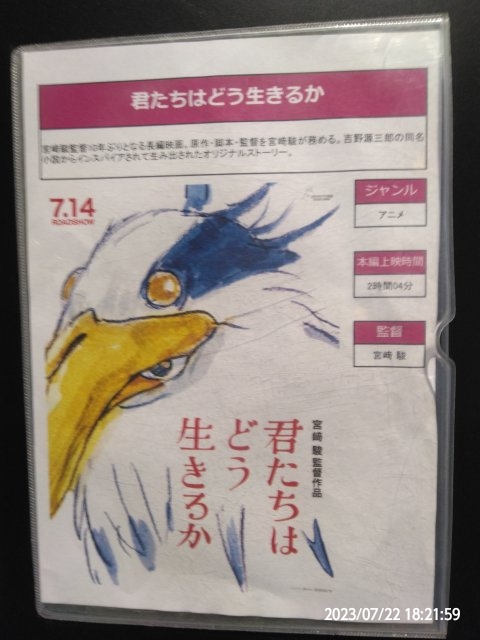 君たちはどう生きるか
宮﨑駿監督10年ぶりとなる長編映画。原作・脚本・監督を宮﨑駿が務める。吉野源三郎の同名
小説からインスパイアされて生み出されたオリジナルストーリー。
7.14
ROADSHOW
ジャンル
アニメ
本編上映時間
2時間04分
監督
宮﨑 駿
宮﨑 駿監督作品
君たちは
どう
生きるか
2023/07/22 18:21:59